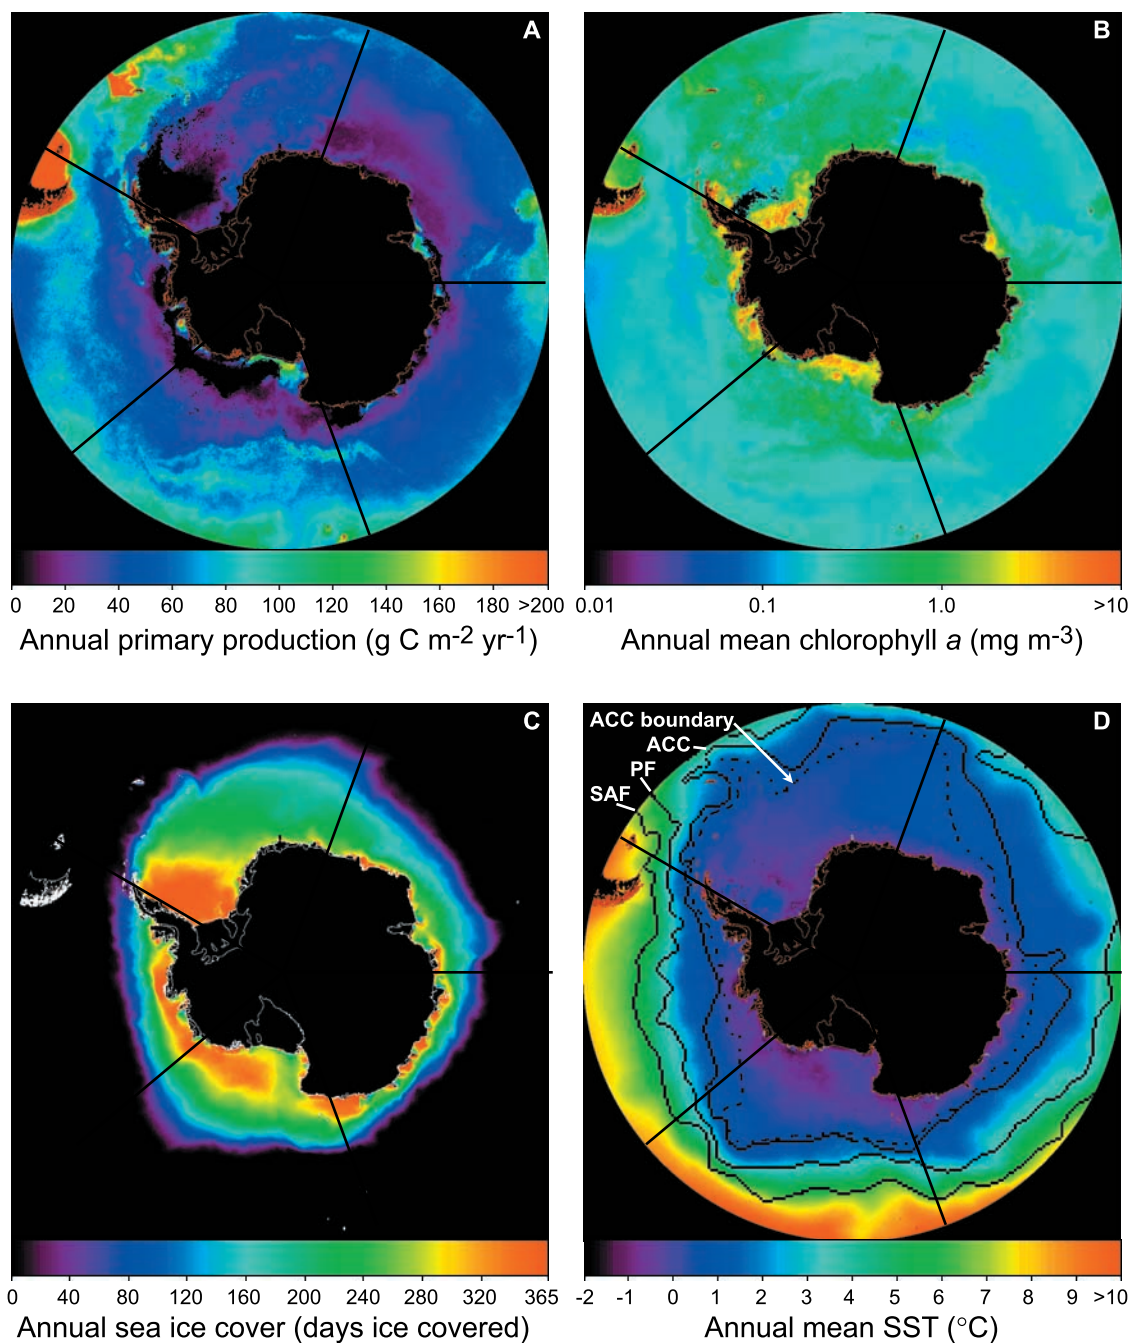 A
B
0 20 40 60 80 100 120 140 160 180 >200
Annual primary production (g C m-2 yr-1)
0.01 0.1 1.0 >10
Annual mean chlorophyll a (mg m-3)
C
D
ACC boundary
ACC
PF
SAF
0 40 80 120 160 200 240 280 320 365
Annual sea ice cover (days ice covered)
-2 -1 0 1 2 3 4 5 6 7 8 9 >10
Annual mean SST (°C)